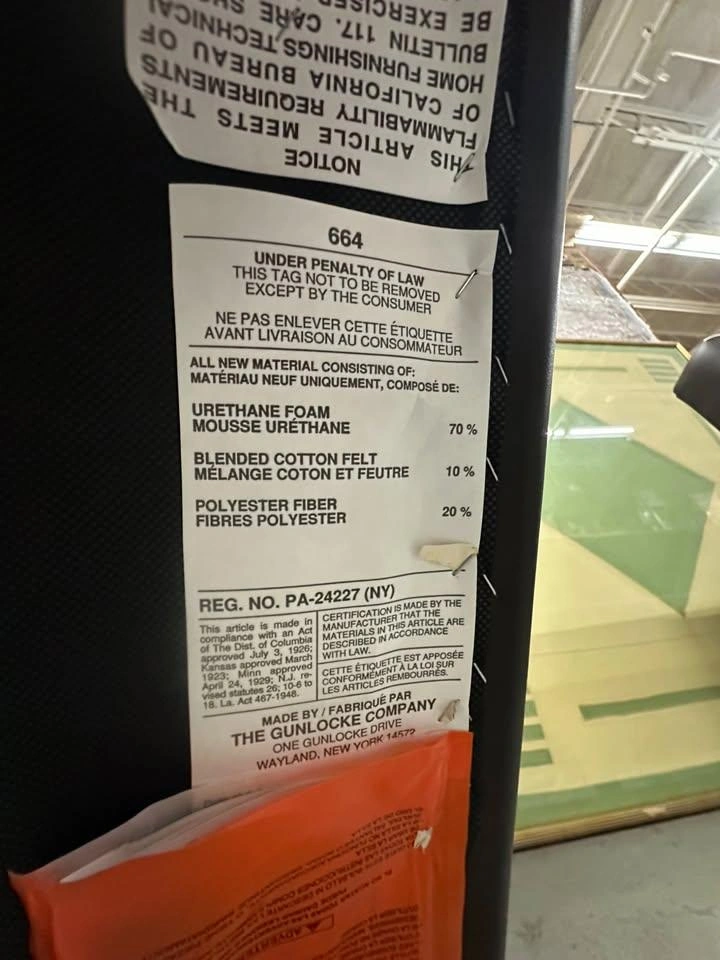 NOTICE
THIS ARTICLE MEETS THE
FLAMMABILITY REQUIREMENTS
OF CALIFORNIA BUREAU OF
HOME FURNISHINGS TECHNICAL
BULLETIN 117. CARE
BE EXERCISED
664
UNDER PENALTY OF LAW
THIS TAG NOT TO BE REMOVED
EXCEPT BY THE CONSUMER
NE PAS ENLEVER CETTE ÉTIQUETTE
AVANT LIVRAISON AU CONSOMMATEUR
ALL NEW MATERIAL CONSISTING OF:
MATÉRIAU NEUF UNIQUEMENT, COMPOSÉ DE:
URETHANE FOAM
MOUSSE URÉTHANE 70 %
BLENDED COTTON FELT
MÉLANGE COTON ET FEUTRE 10 %
POLYESTER FIBER
FIBRES POLYESTER 20 %
REG. NO. PA-24227 (NY)
This article is made in
compliance with an Act
of The Dist. of Columbia
approved July 3, 1926;
Kansas approved March
1923; Minn approved
April 24, 1929; N.J. re-
vised statutes 26; 10-6 to
18. La. Act 467-1948.
CERTIFICATION IS MADE BY THE
MANUFACTURER THAT THE
MATERIALS IN THIS ARTICLE ARE
DESCRIBED IN ACCORDANCE
WITH LAW.
CETTE ÉTIQUETTE EST APPOSÉE
CONFORMÉMENT À LA LOI SUR
LES ARTICLES REMBOURRÉS.
MADE BY / FABRIQUÉ PAR
THE GUNLOCKE COMPANY
ONE GUNLOCKE DRIVE
WAYLAND, NEW YORK 14572